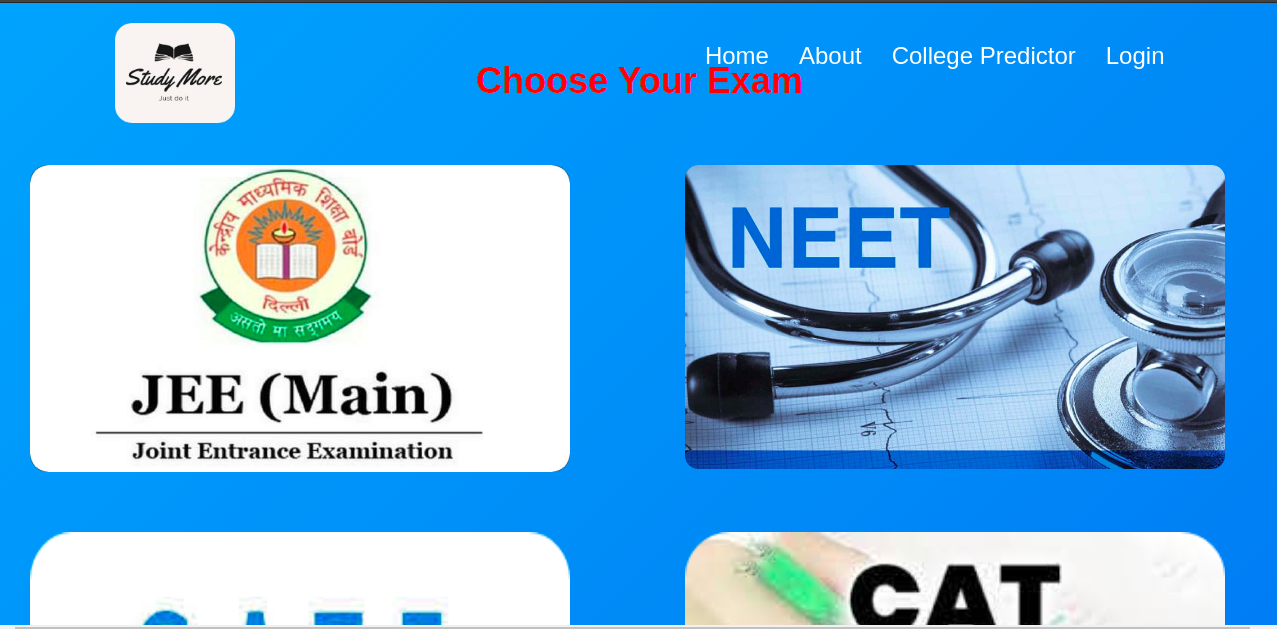 Study More
Just do it
Home About College Predictor Login
Choose Your Exam
केन्द्रीय माध्यमिक शिक्षा बोर्ड
दिल्ली
असतो मा सद्गमय
JEE (Main)
Joint Entrance Examination
NEET
V6
CAT